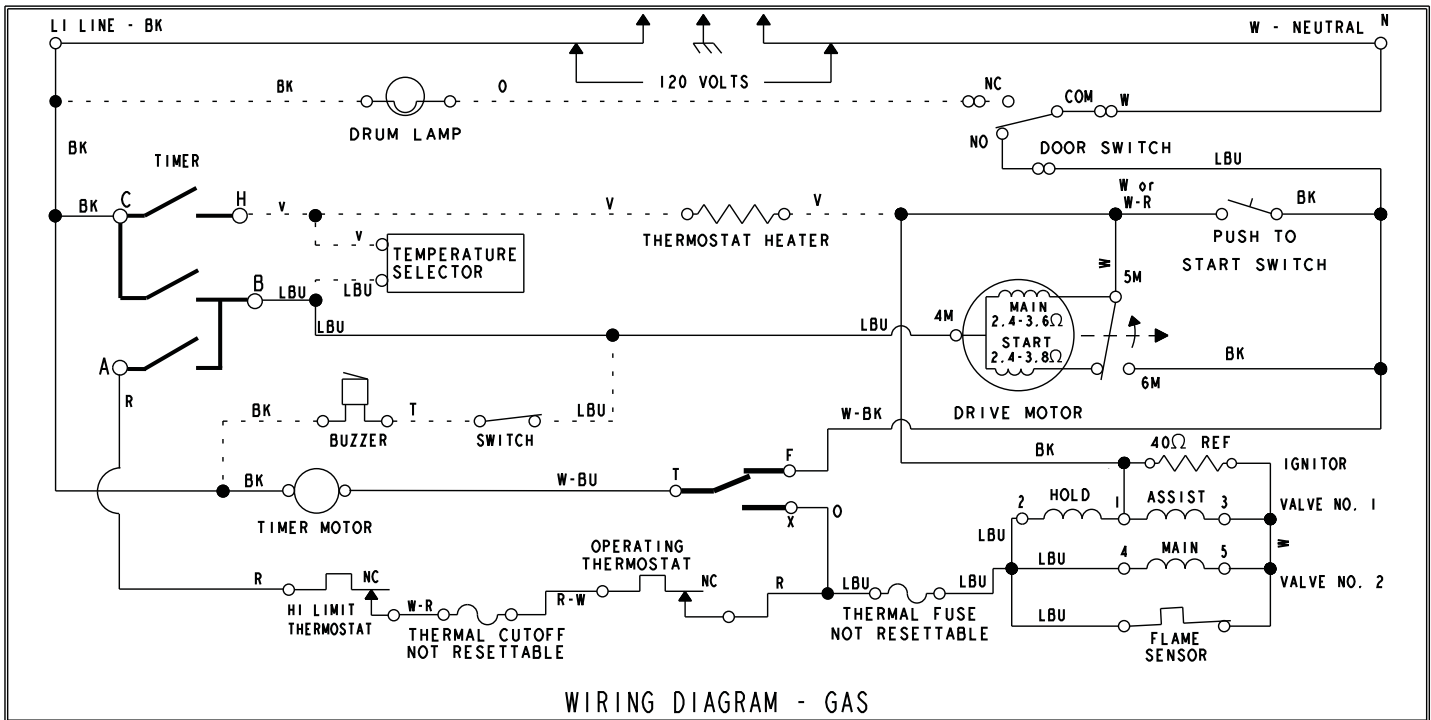 L1 LINE - BK
W - NEUTRAL
N
120 VOLTS
BK
O
NC
COM
W
DRUM LAMP
NO
DOOR SWITCH
BK
TIMER
LBU
W or
W-R
BK
C
H
V
V
V
BK
THERMOSTAT HEATER
PUSH TO
START SWITCH
V
TEMPERATURE
SELECTOR
W
5M
B
LBU
LBU
LBU
LBU
4M
MAIN
2.4-3.6Ω
START
2.4-3.8Ω
BK
6M
A
R
DRIVE MOTOR
BK
T
LBU
BUZZER
SWITCH
W-BK
BK
40Ω REF
IGNITOR
F
T
BK
W-BU
TIMER MOTOR
X
O
2
HOLD
1
ASSIST
3
VALVE NO. 1
LBU
W
LBU
4
MAIN
5
VALVE NO. 2
OPERATING
THERMOSTAT
NC
R
NC
HI LIMIT
THERMOSTAT
W-R
R-W
R
LBU
LBU
THERMAL CUTOFF
NOT RESETTABLE
THERMAL FUSE
NOT RESETTABLE
LBU
FLAME
SENSOR
WIRING DIAGRAM - GAS